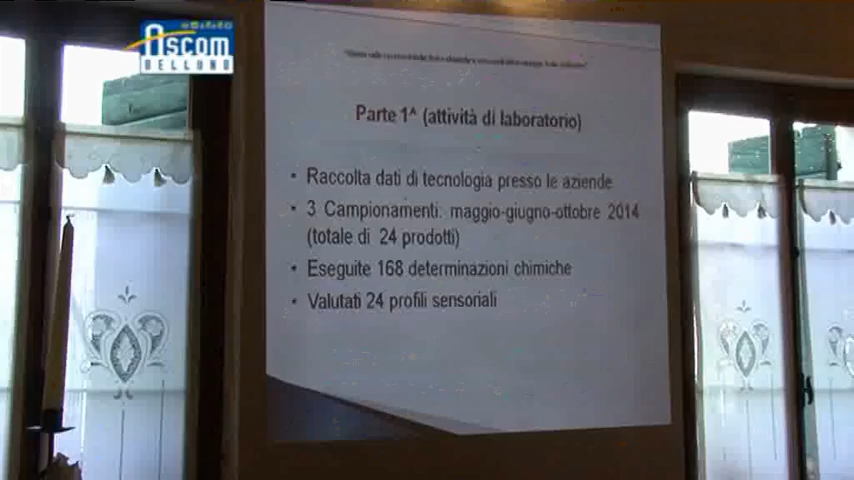 Ascom
BELLUNO
Parte 1^ (attività di laboratorio)
• Raccolta dati di tecnologia presso le aziende
• 3 Campionamenti: maggio-giugno-ottobre 2014
(totale di 24 prodotti)
• Eseguite 168 determinazioni chimiche
• Valutati 24 profili sensoriali